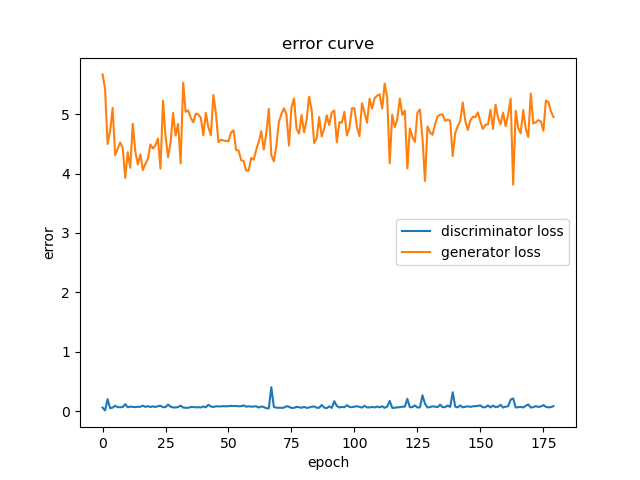 error curve
error
5
4
3
2
1
0
discriminator loss
generator loss
0 25 50 75 100 125 150 175
epoch